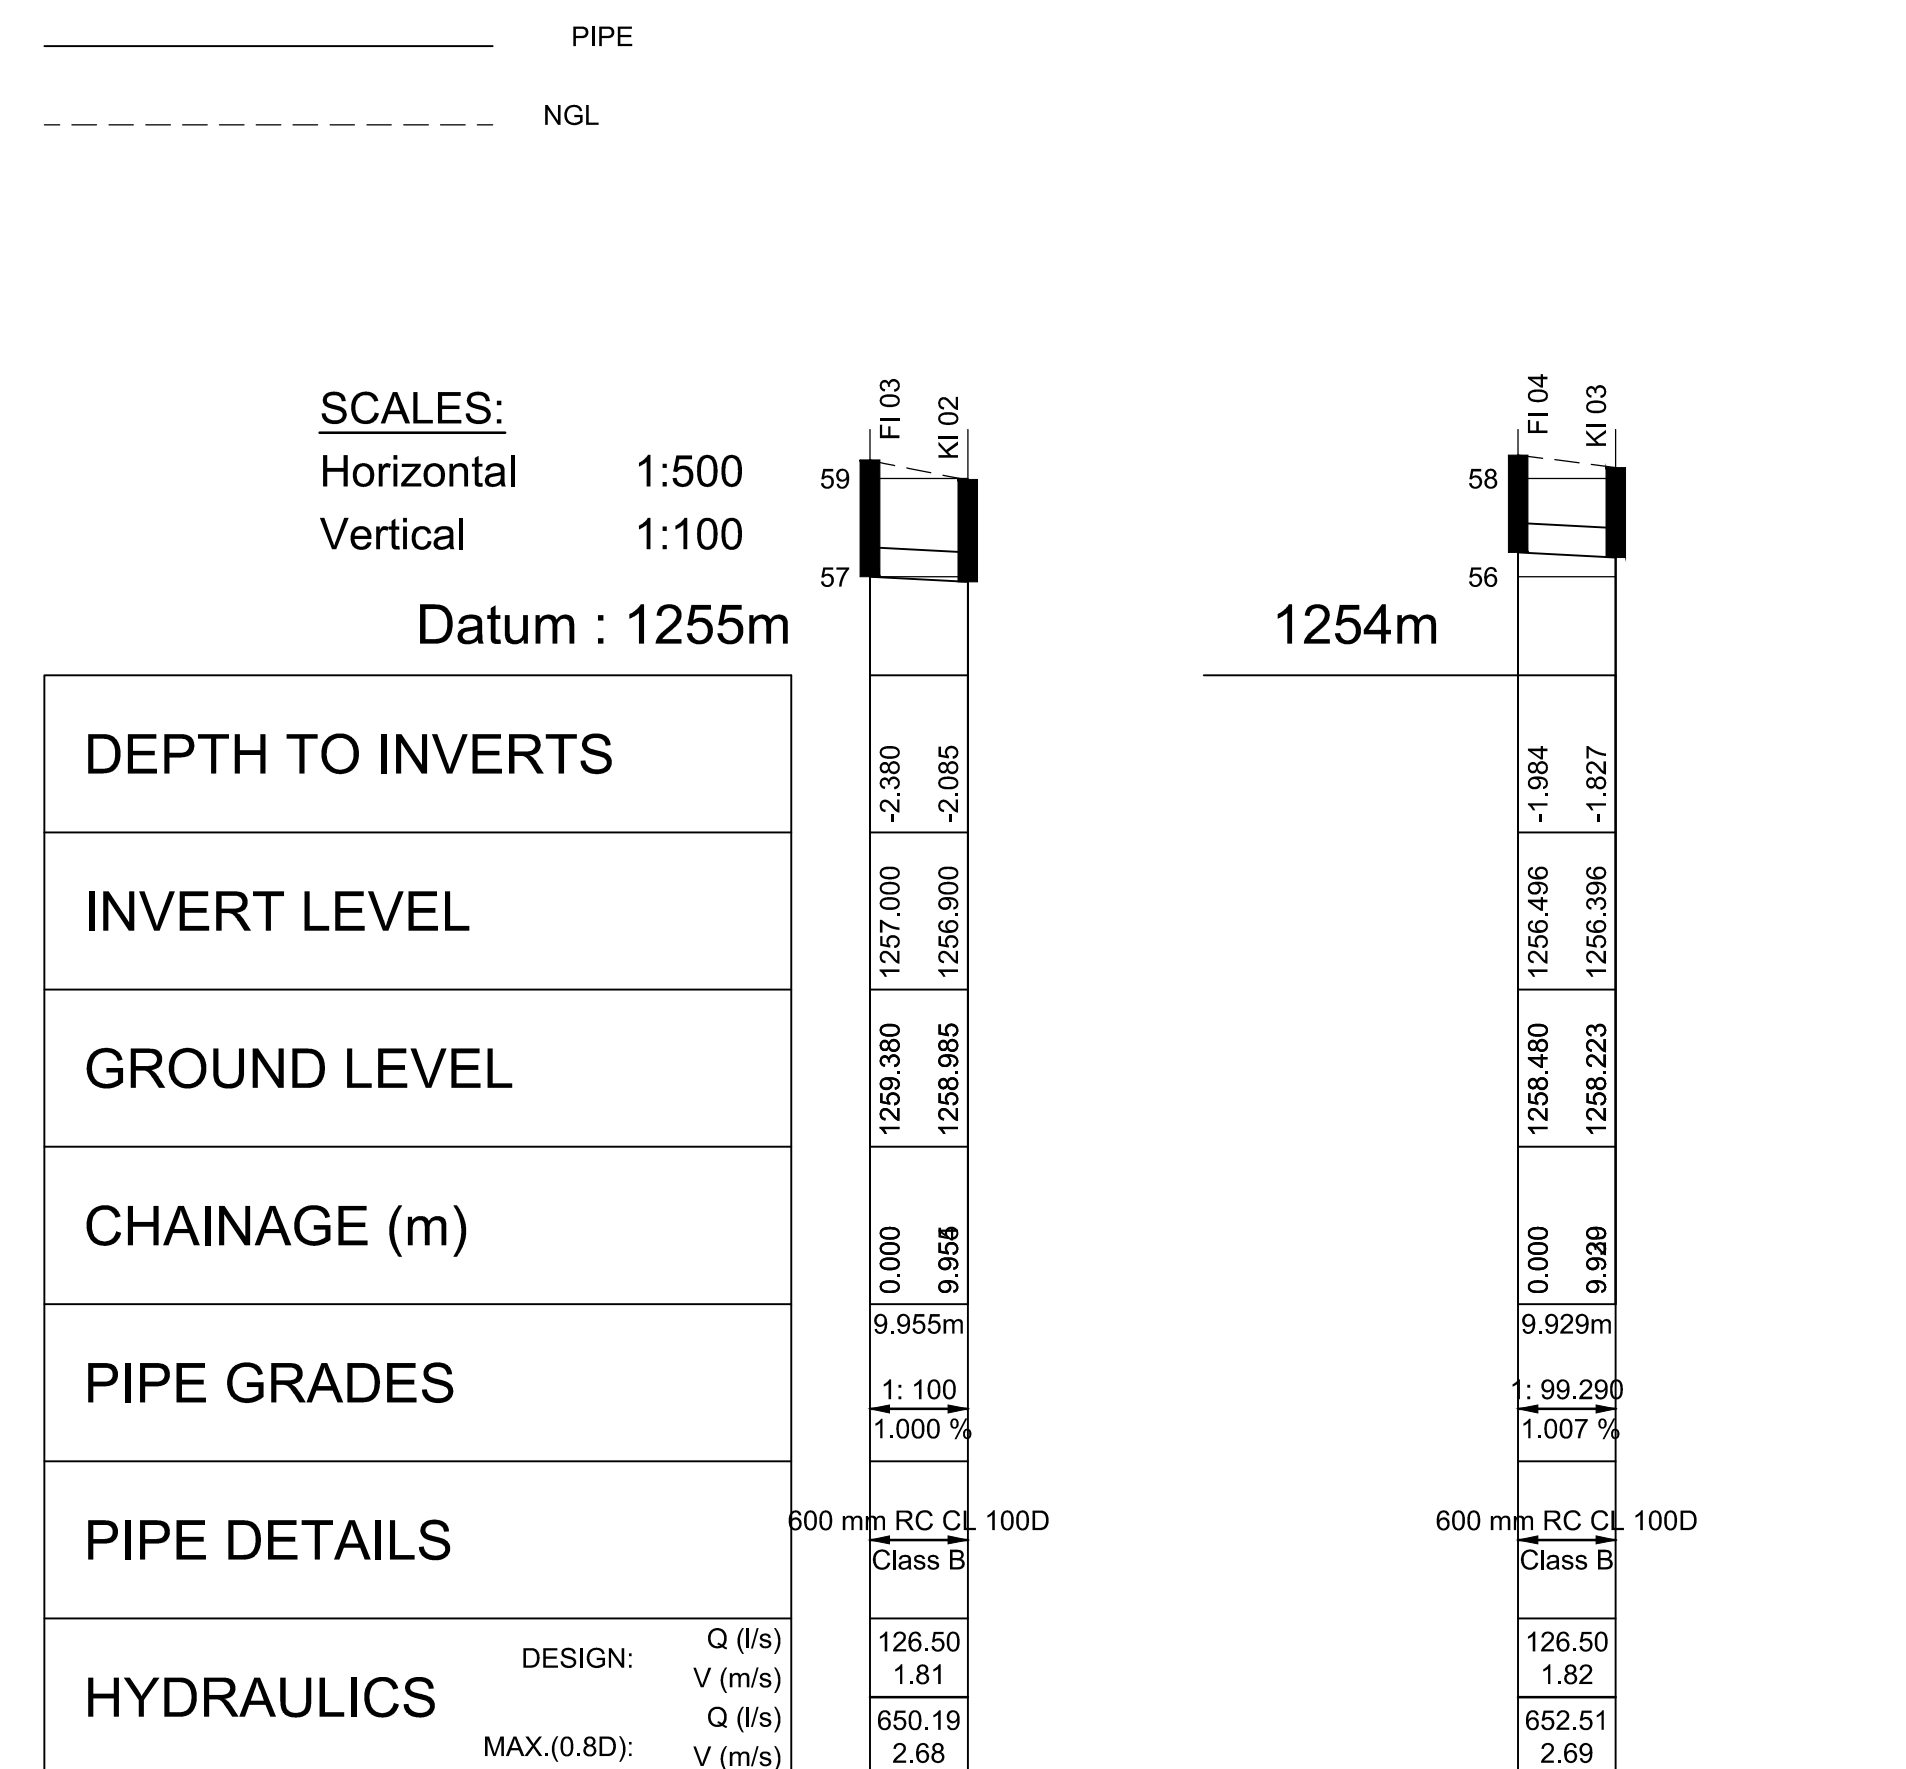 PIPE
NGL
SCALES:
Horizontal 1:500
Vertical 1:100
Datum : 1255m
59
57
FI 03
KI 02
1254m
58
56
FI 04
KI 03
DEPTH TO INVERTS
-2.380
-2.085
-1.984
-1.827
INVERT LEVEL
1257.000
1256.900
1256.496
1256.396
GROUND LEVEL
1259.380
1258.985
1258.480
1258.223
CHAINAGE (m)
0.000
0.000
PIPE GRADES
9.955m
1: 100
1.000 %
9.929m
1: 99.290
1.007 %
PIPE DETAILS
600 mm RC CL 100D
Class B
600 mm RC CL 100D
Class B
HYDRAULICS
DESIGN:
Q (l/s) 126.50 126.50
V (m/s) 1.81 1.82
MAX.(0.8D):
Q (l/s) 650.19 652.51
V (m/s) 2.68 2.69